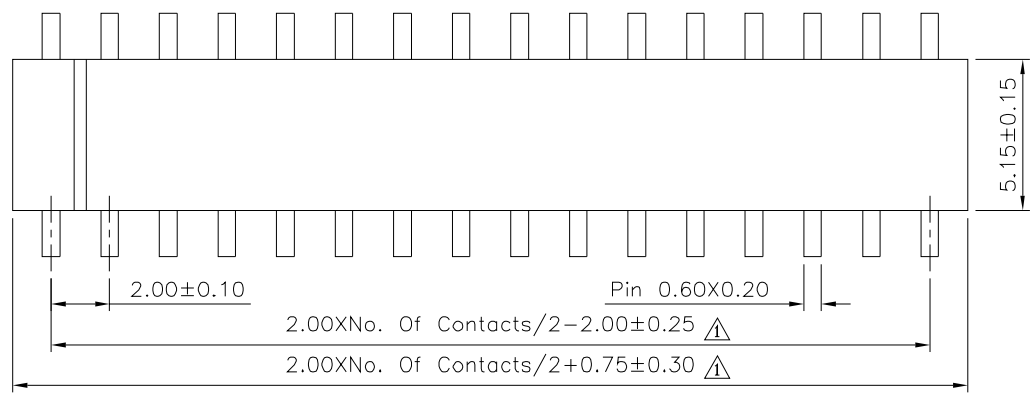 5.15±0.15
2.00±0.10
Pin 0.60X0.20
2.00XNo. Of Contacts/2-2.00±0.25 1
2.00XNo. Of Contacts/2+0.75±0.30 1